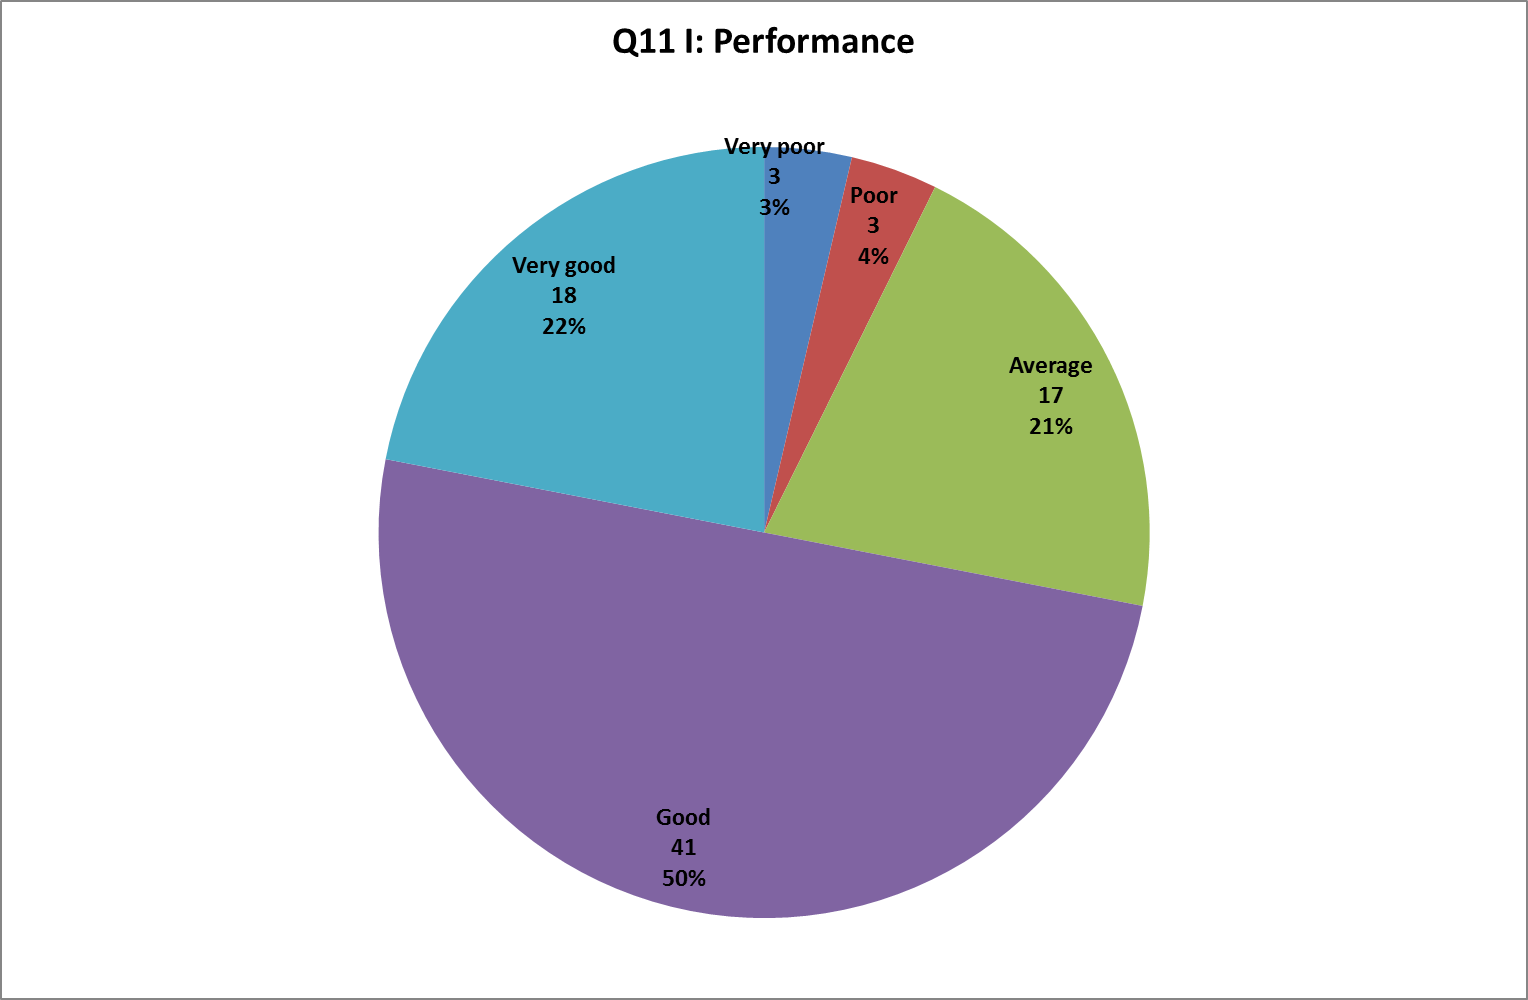 Q11 I: Performance
Very poor
3
3%
Poor
3
4%
Average
17
21%
Good
41
50%
Very good
18
22%